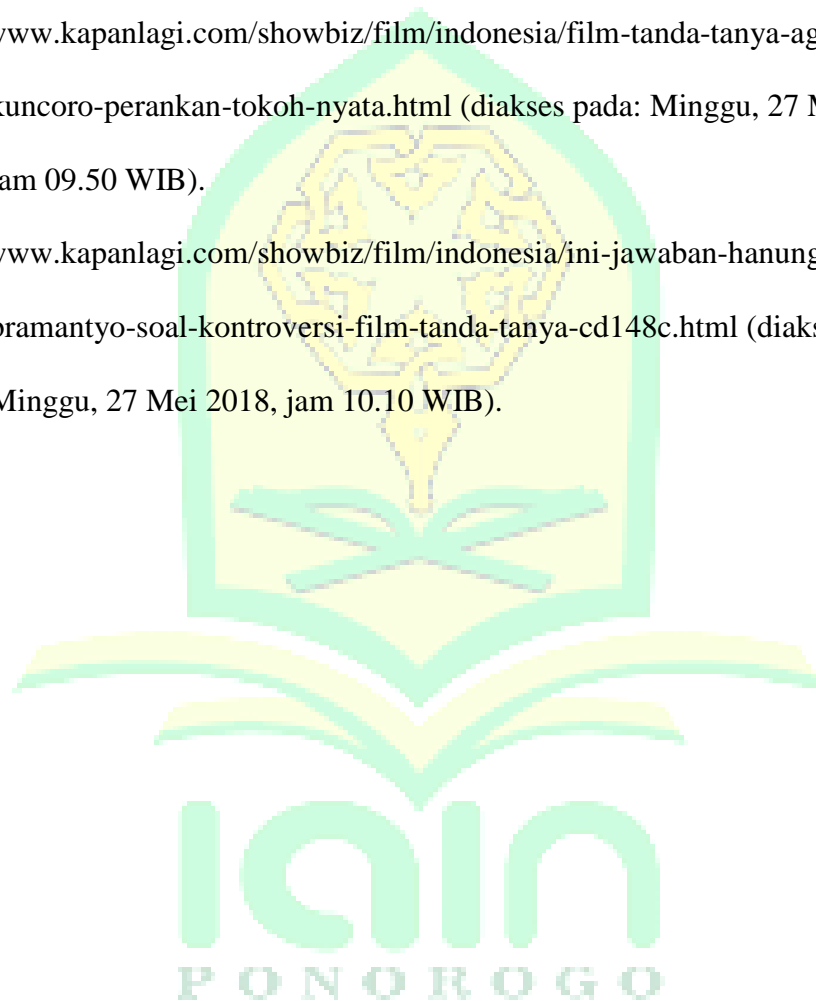 www.kapanlagi.com/showbiz/film/indonesia/film-tanda-tanya-ag
kuncoro-perankan-tokoh-nyata.html (diakses pada: Minggu, 27 M
jam 09.50 WIB).
www.kapanlagi.com/showbiz/film/indonesia/ini-jawaban-hanung
bramantyo-soal-kontroversi-film-tanda-tanya-cd148c.html (diaks
Minggu, 27 Mei 2018, jam 10.10 WIB).
iain
PONOROGO